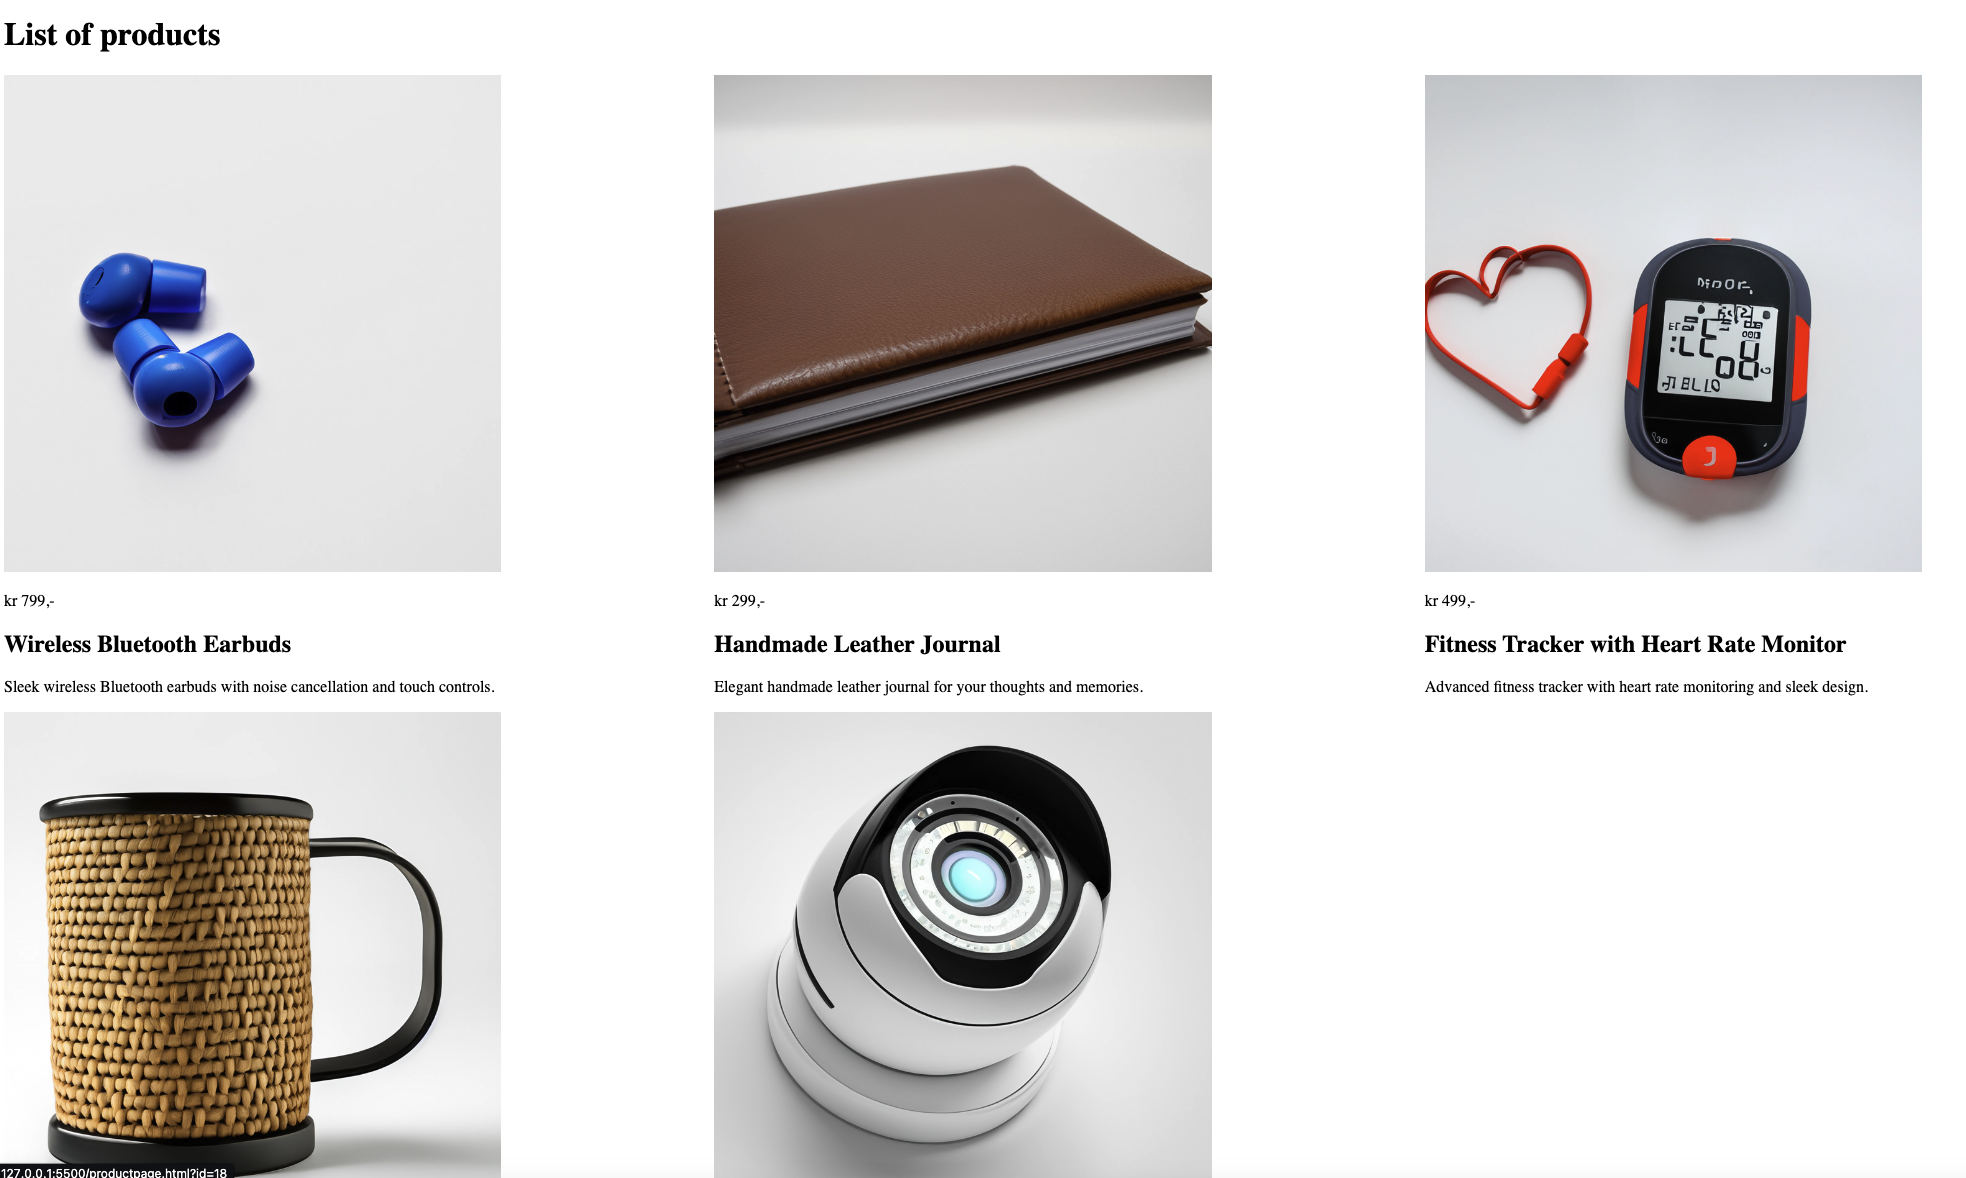 List of products
kr 799,-
Wireless Bluetooth Earbuds
Sleek wireless Bluetooth earbuds with noise cancellation and touch controls.
kr 299,-
Handmade Leather Journal
Elegant handmade leather journal for your thoughts and memories.
kr 499,-
Fitness Tracker with Heart Rate Monitor
Advanced fitness tracker with heart rate monitoring and sleek design.
127.0.0.1:5500/productpage.html?id=18